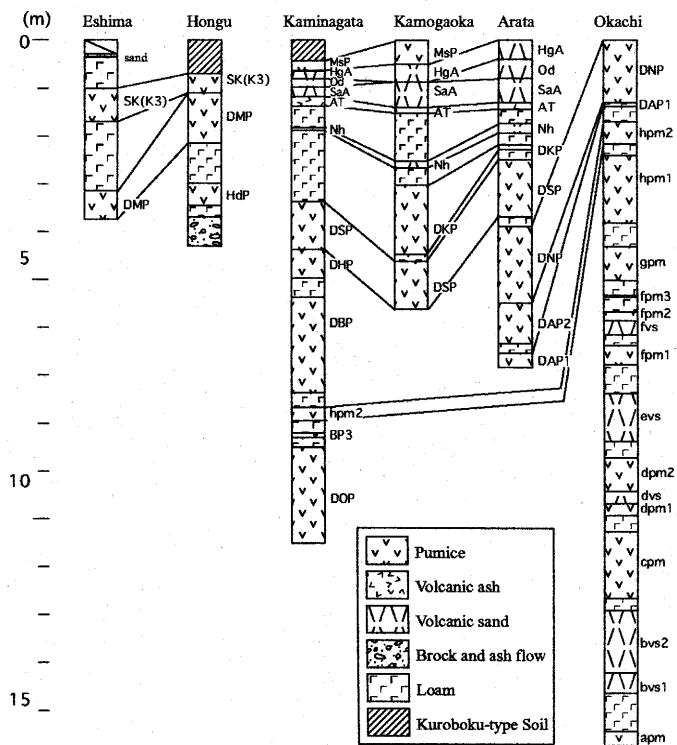 (m)
Eshima
Hongu
Kaminagata
Kamogaoka
Arata
Okachi
0
5
10
15
sand
SK(K3)
DMP
SK(K3)
DMP
HdP
MsP
HgA
Od
SaA
AT
Nh
DSP
DHP
DBP
hpm2
BP3
DOP
MsP
HgA
SaA
AT
Nh
DKP
DSP
HgA
Od
SaA
AT
Nh
DKP
DSP
DNP
DAP2
DAP1
DNP
DAP1
hpm2
hpm1
gpm
fpm3
fpm2
fvs
fpm1
evs
dpm2
dvs
dpm1
cpm
bvs2
bvs1
apm
Pumice
Volcanic ash
Volcanic sand
Brock and ash flow
Loam
Kuroboku-type Soil